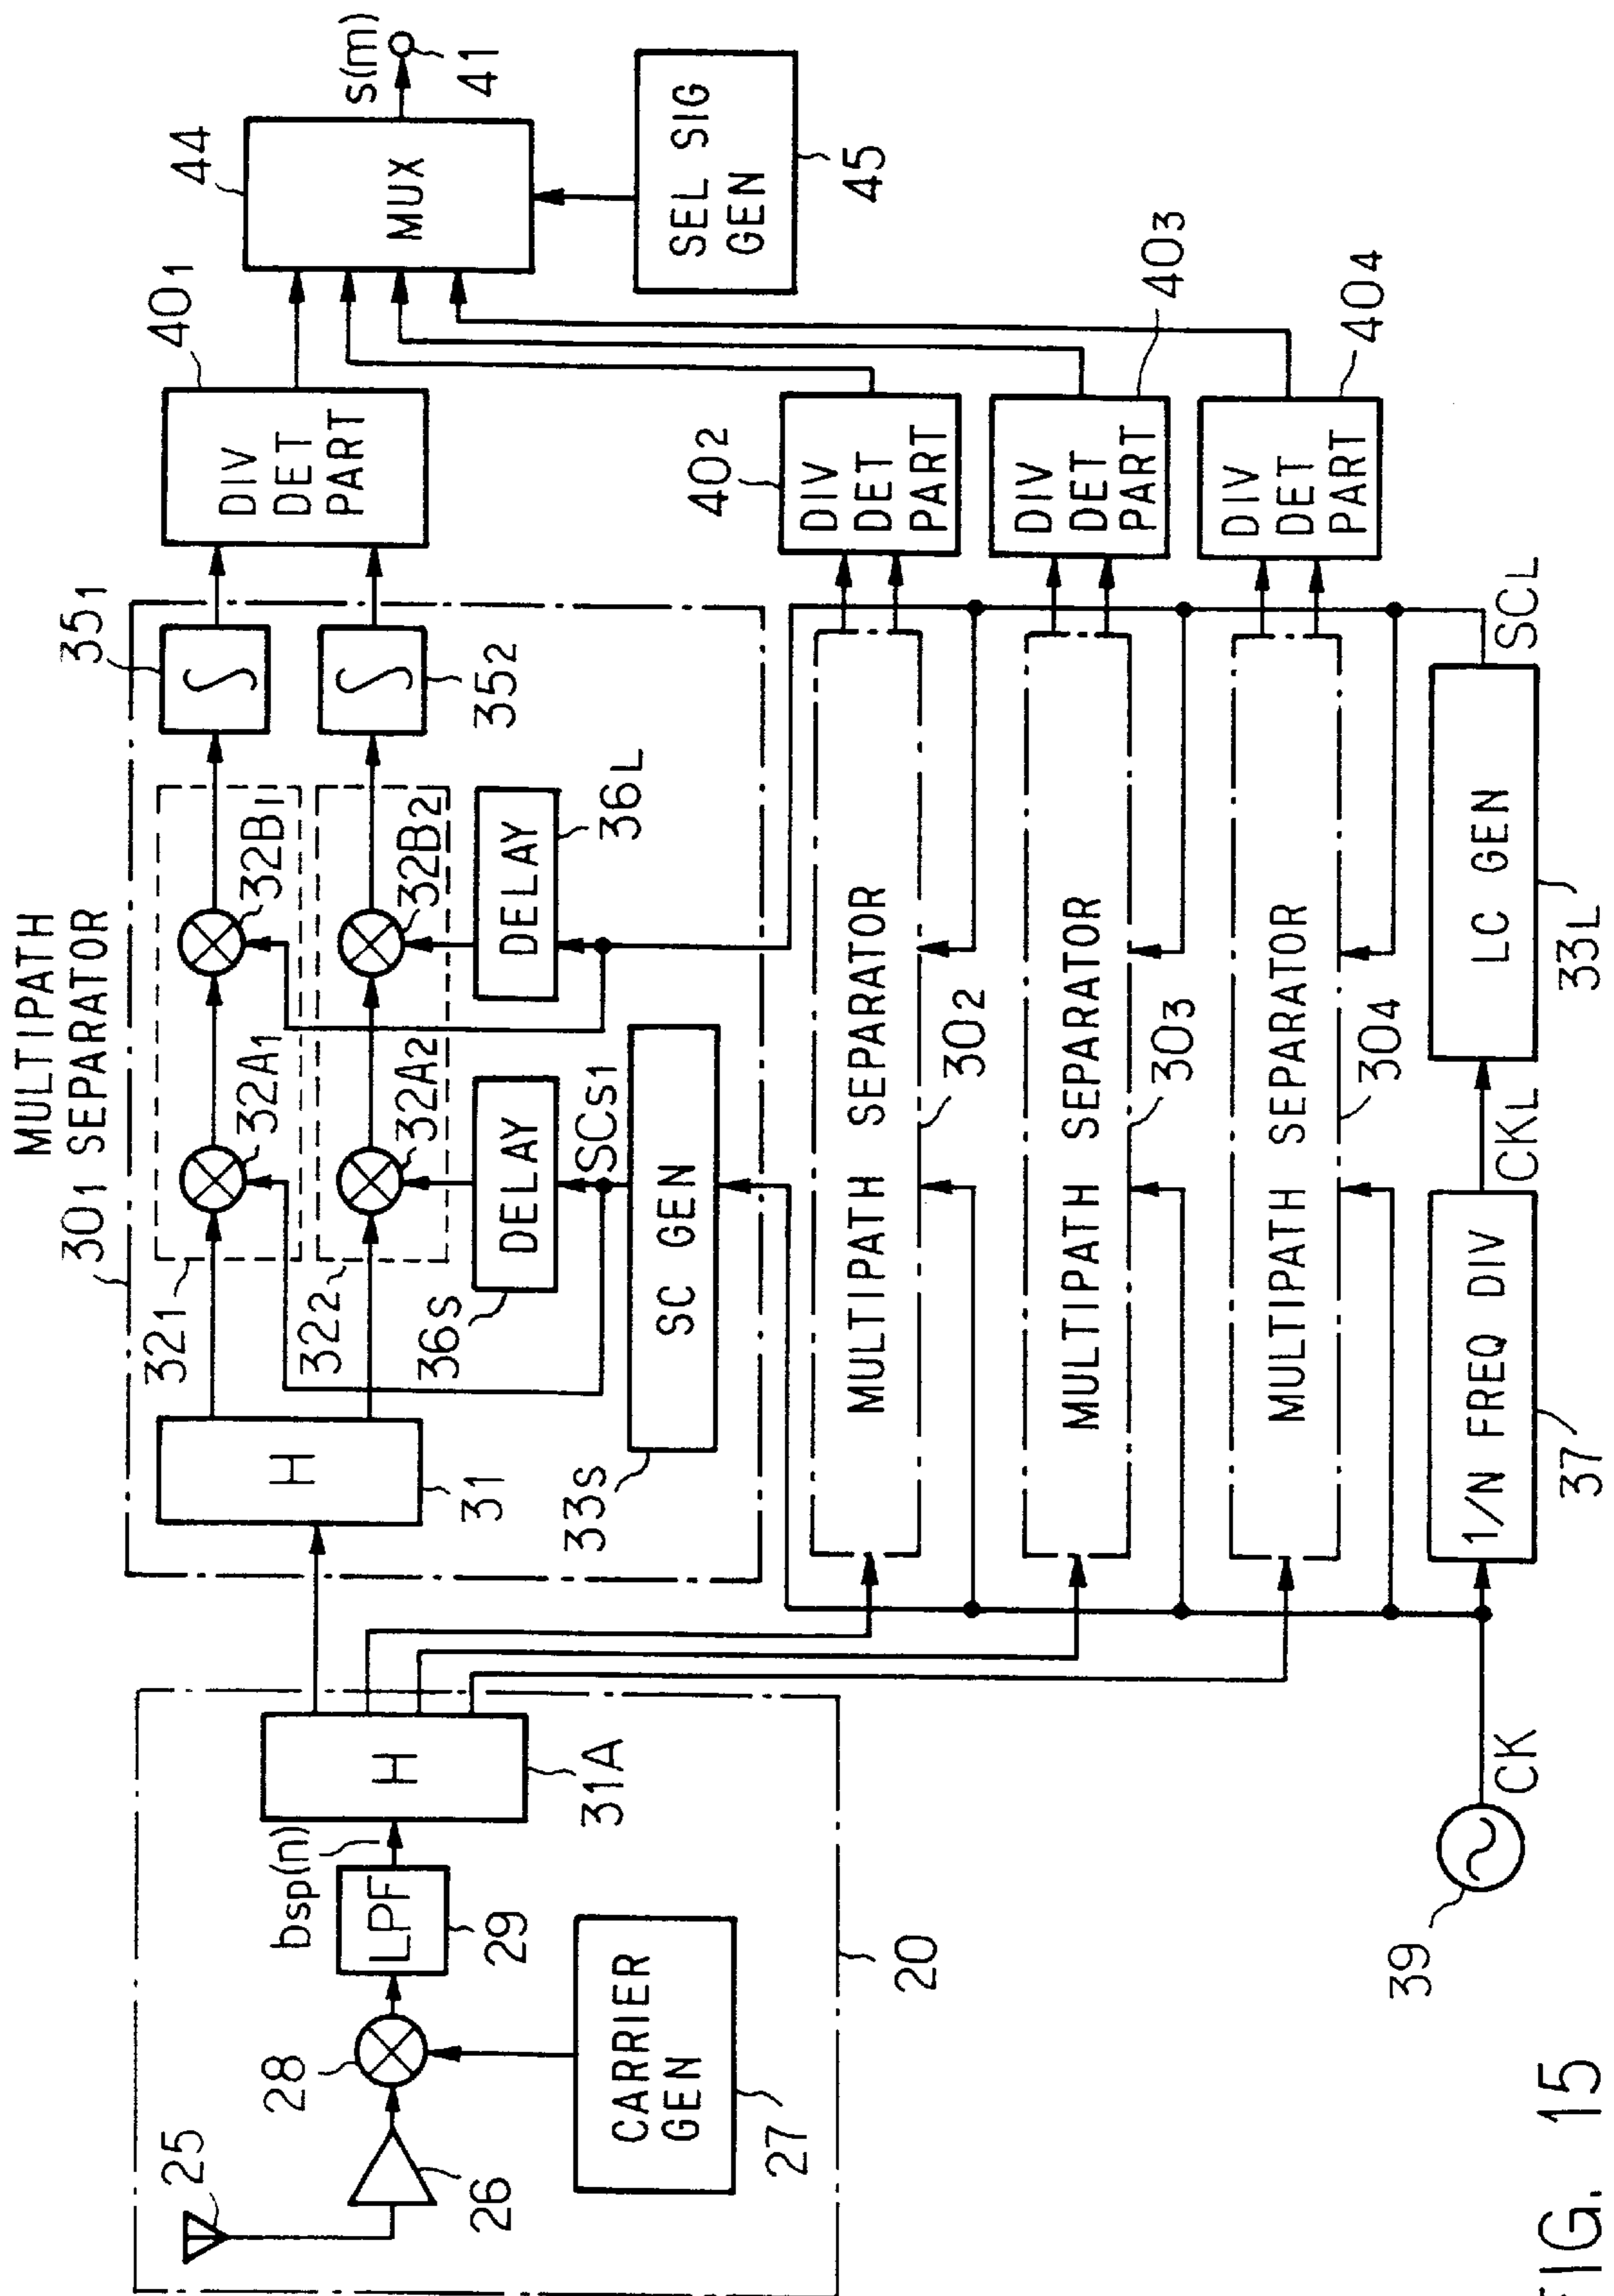 25
26
28
CARRIER
GEN
27
bsp(n)
LPF
29
H
31A
20
MULTIPATH
SEPARATOR
301
H
31
321
32A1
32B1
322
32A2
32B2
351
352
∫
∫
DELAY
36S
DELAY
36L
SCS1
SC GEN
33S
DIV
DET
PART
401
MUX
44
s(m)
41
SEL SIG
GEN
45
MULTIPATH SEPARATOR
302
DIV
DET
PART
402
MULTIPATH SEPARATOR
303
DIV
DET
PART
403
MULTIPATH SEPARATOR
304
DIV
DET
PART
404
39
CK
1/N FREQ DIV
37
CKL
LC GEN
33L
SCL
FIG. 15